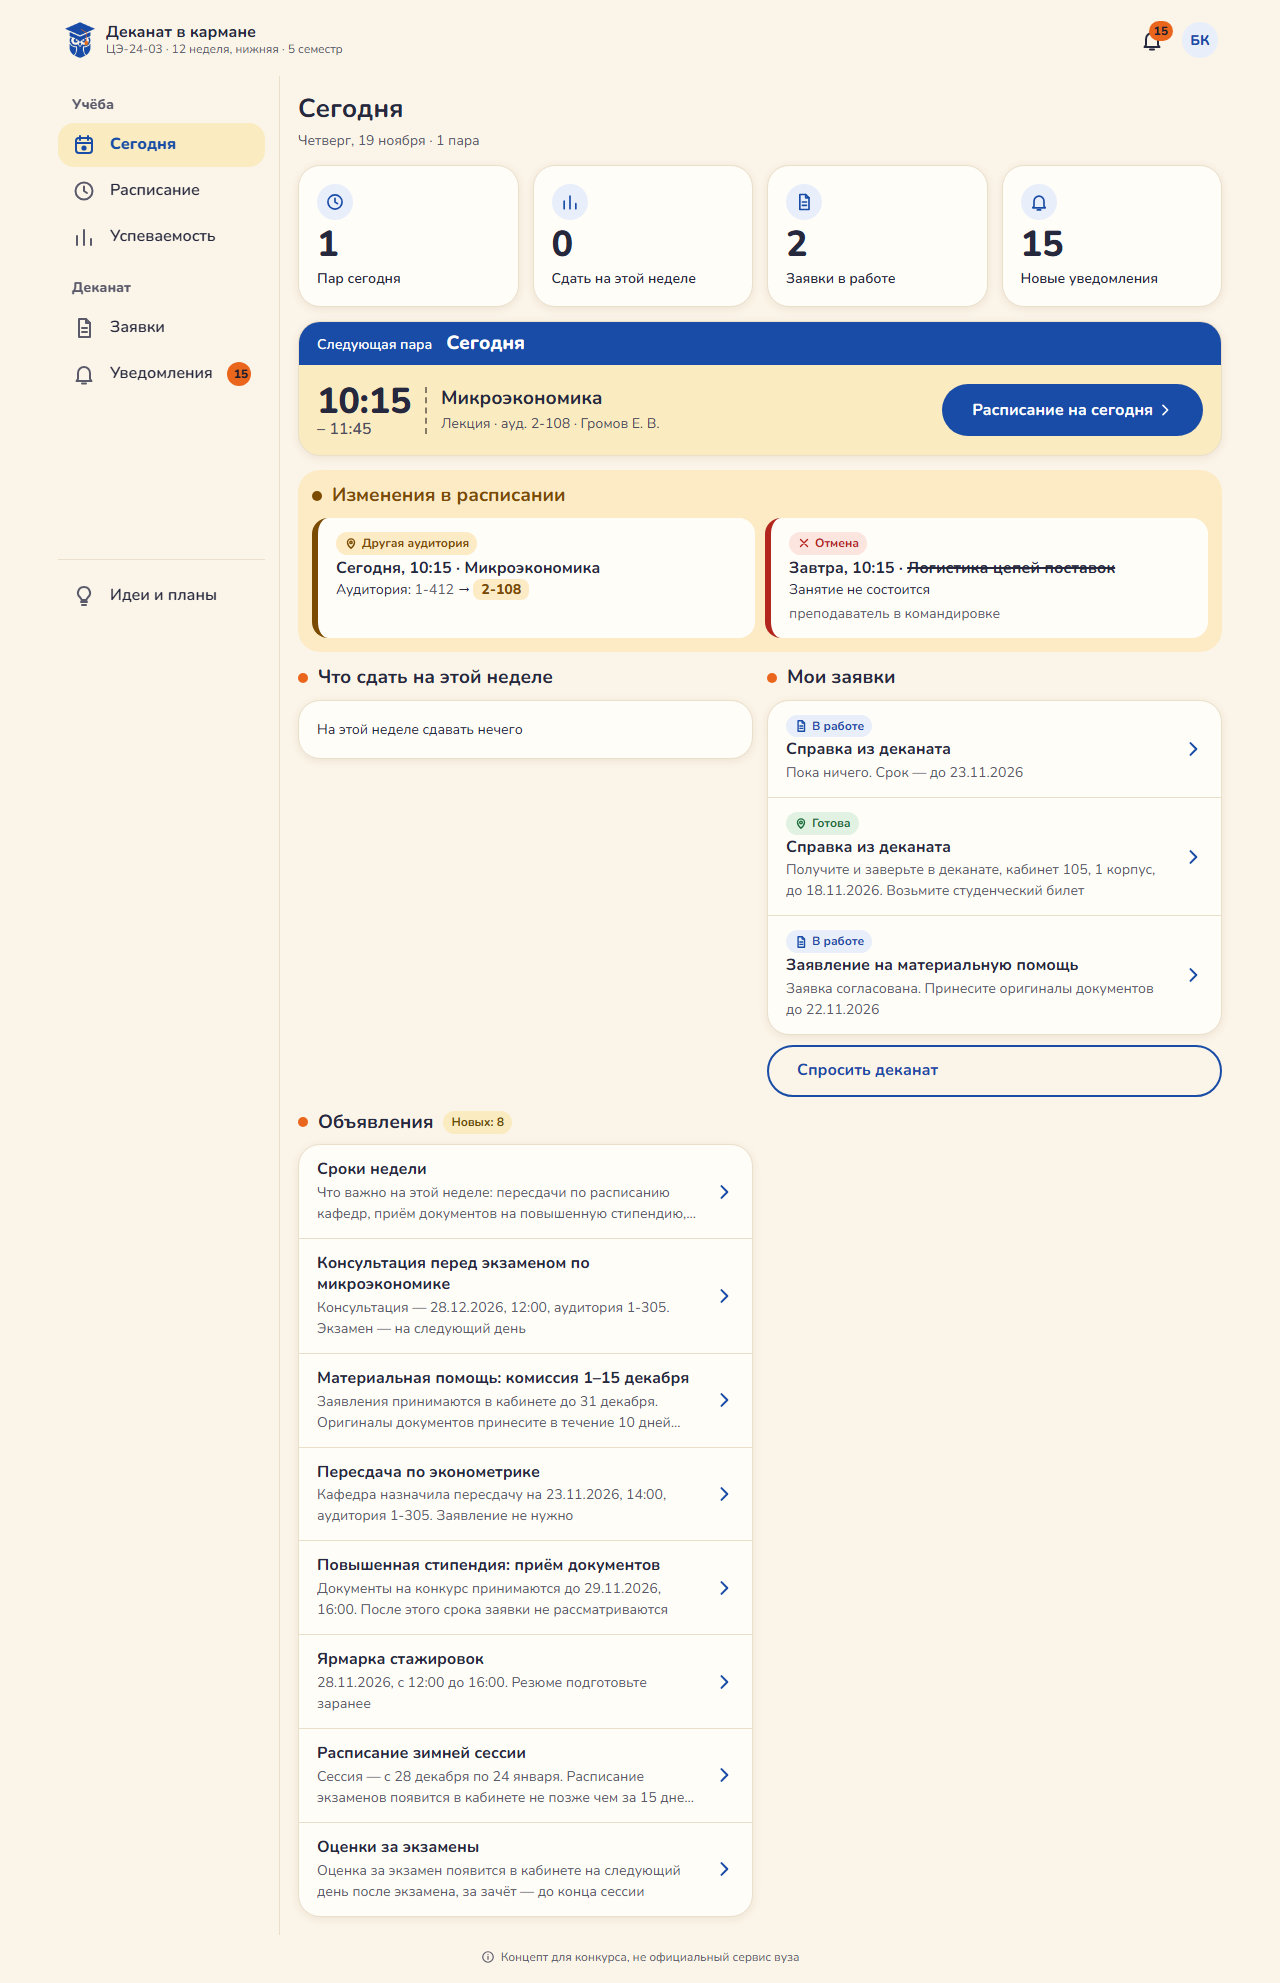 Деканат в кармане
ЦЭ-24-03 · 12 неделя, нижняя · 5 семестр
15
БК
Учёба
Сегодня
Расписание
Успеваемость
Деканат
Заявки
Уведомления 15
Идеи и планы
Сегодня
Четверг, 19 ноября · 1 пара
1
Пар сегодня
0
Сдать на этой неделе
2
Заявки в работе
15
Новые уведомления
Следующая пара Сегодня
10:15
– 11:45
Микроэкономика
Лекция · ауд. 2-108 · Громов Е. В.
Расписание на сегодня
Изменения в расписании
Другая аудитория
Сегодня, 10:15 · Микроэкономика
Аудитория: 1-412 → 2-108
Отмена
Завтра, 10:15 · Логистика цепей поставок
Занятие не состоится
преподаватель в командировке
Что сдать на этой неделе
На этой неделе сдавать нечего
Мои заявки
В работе
Справка из деканата
Пока ничего. Срок — до 23.11.2026
Готова
Справка из деканата
Получите и заверьте в деканате, кабинет 105, 1 корпус,
до 18.11.2026. Возьмите студенческий билет
В работе
Заявление на материальную помощь
Заявка согласована. Принесите оригиналы документов
до 22.11.2026
Спросить деканат
Объявления Новых: 8
Сроки недели
Что важно на этой неделе: пересдачи по расписанию
кафедр, приём документов на повышенную стипендию,…
Консультация перед экзаменом по
микроэкономике
Консультация — 28.12.2026, 12:00, аудитория 1-305.
Экзамен — на следующий день
Материальная помощь: комиссия 1–15 декабря
Заявления принимаются в кабинете до 31 декабря.
Оригиналы документов принесите в течение 10 дней…
Пересдача по эконометрике
Кафедра назначила пересдачу на 23.11.2026, 14:00,
аудитория 1-305. Заявление не нужно
Повышенная стипендия: приём документов
Документы на конкурс принимаются до 29.11.2026,
16:00. После этого срока заявки не рассматриваются
Ярмарка стажировок
28.11.2026, с 12:00 до 16:00. Резюме подготовьте
заранее
Расписание зимней сессии
Сессия — с 28 декабря по 24 января. Расписание
экзаменов появится в кабинете не позже чем за 15 дне…
Оценки за экзамены
Оценка за экзамен появится в кабинете на следующий
день после экзамена, за зачёт — до конца сессии
Концепт для конкурса, не официальный сервис вуза